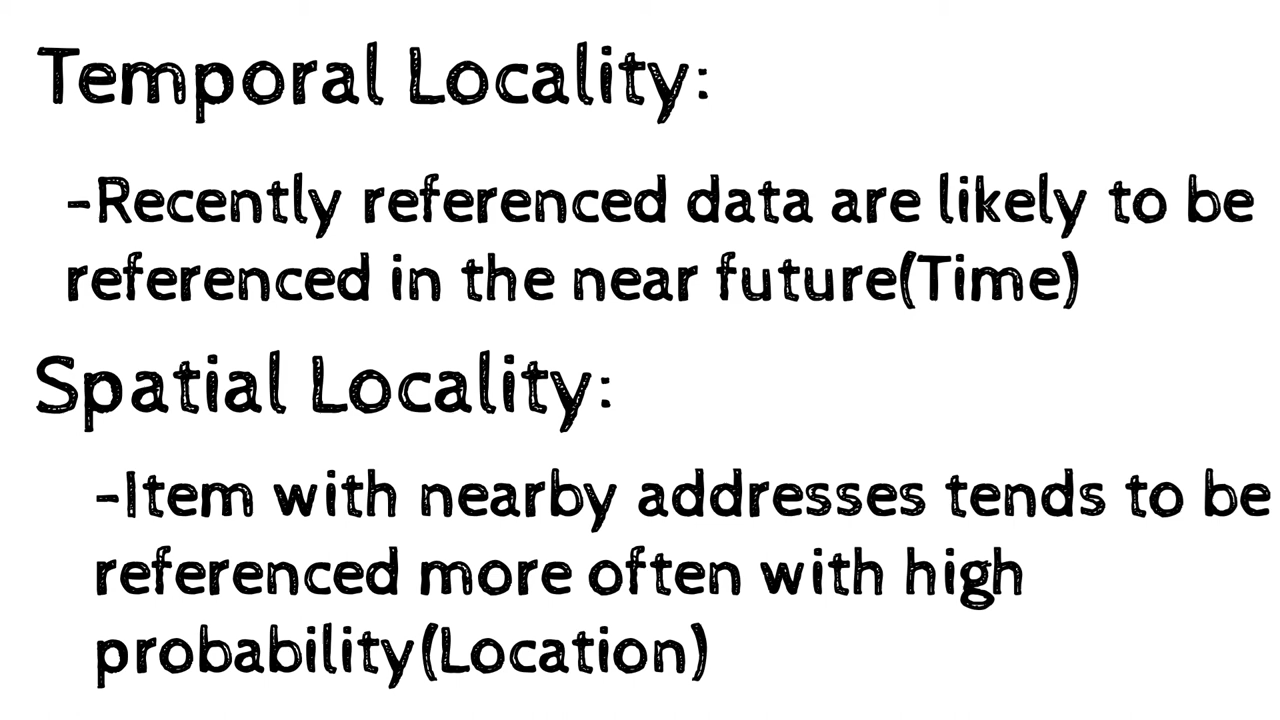 Temporal Locality:
-Recently referenced data are likely to be
referenced in the near future(Time)
Spatial Locality:
-Item with nearby addresses tends to be
referenced more often with high
probability(Location)